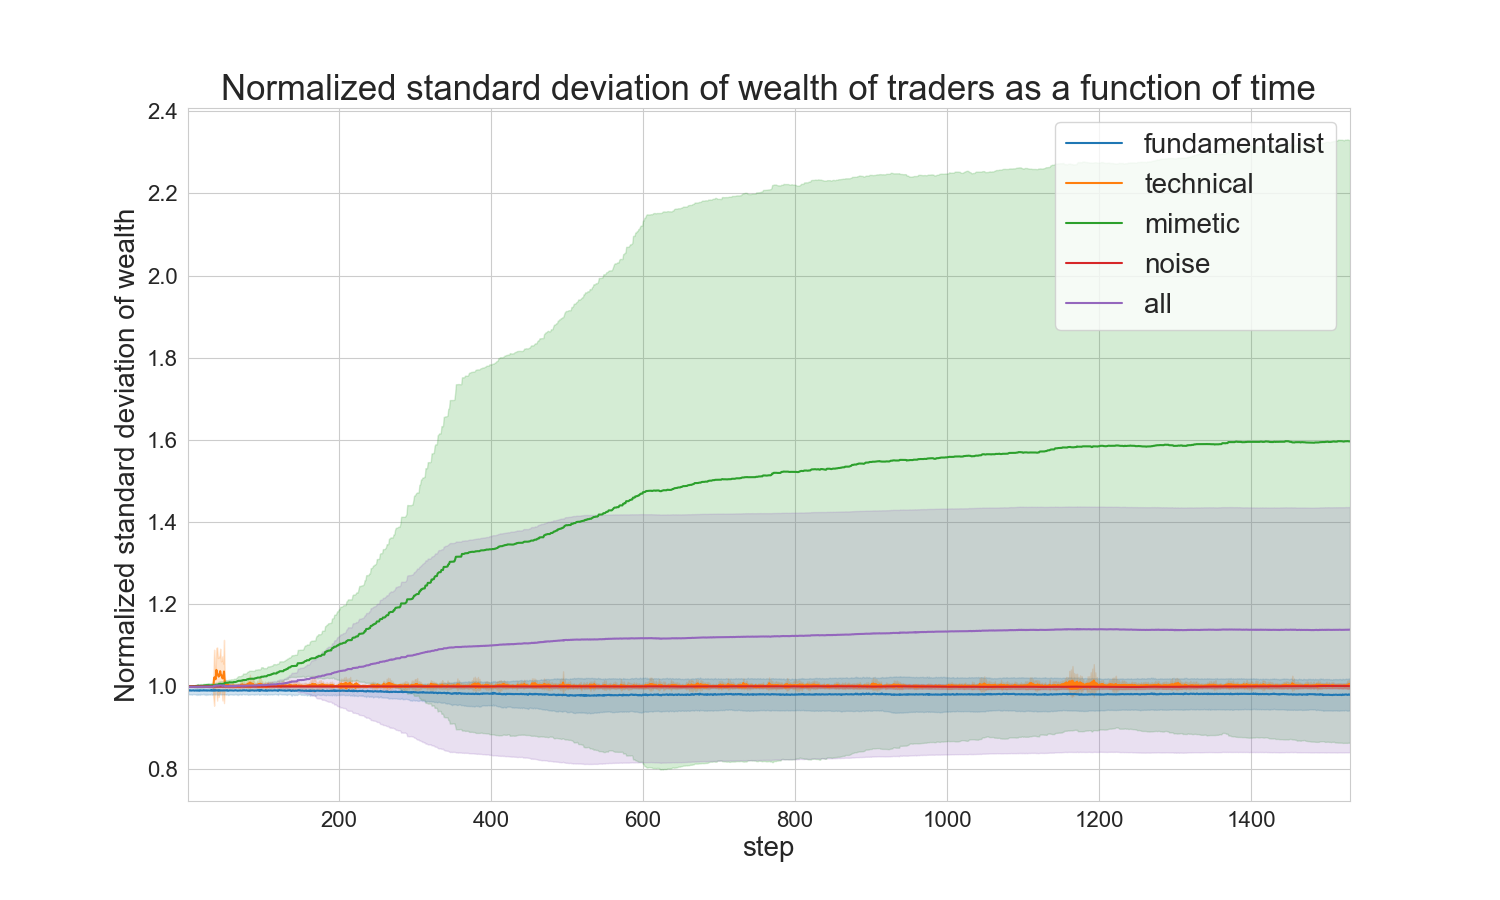 Normalized standard deviation of wealth of traders as a function of time
Normalized standard deviation of wealth
2.4
2.2
2.0
1.8
1.6
1.4
1.2
1.0
0.8
fundamentalist
technical
mimetic
noise
all
200
400
600
800
1000
1200
1400
step